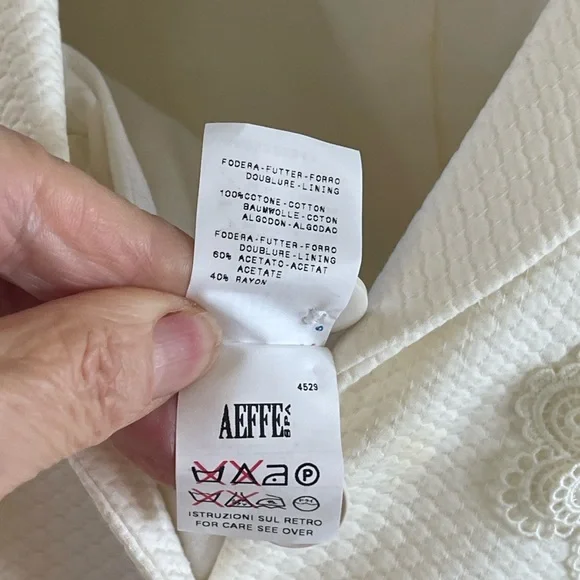 FODERA-FUTTER-FORRO
DOUBLURE-LINING
100%COTONE-COTTON
BAUMWOLLE-COTON
ALGODON-ALGODAO
FODERA-FUTTER-FORRO
DOUBLURE-LINING
60% ACETATO-ACETAT
ACETATE
40% RAYON
4529
AEFFE SPA
P
ISTRUZIONI SUL RETRO
FOR CARE SEE OVER